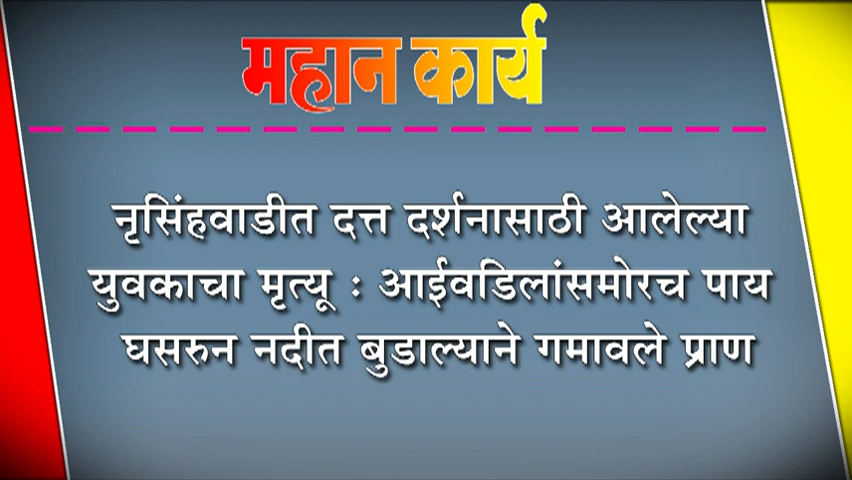 महान कार्य
नृसिंहवाडीत दत्त दर्शनासाठी आलेल्या
युवकाचा मृत्यू : आईवडिलांसमोरच पाय
घसरुन नदीत बुडाल्याने गमावले प्राण